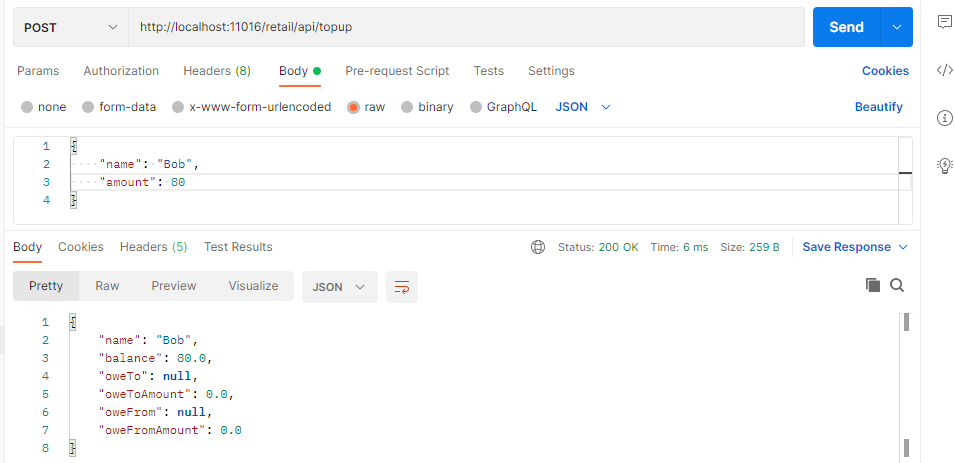 POST http://localhost:11016/retail/api/topup Send
Params Authorization Headers (8) Body Pre-request Script Tests Settings Cookies
none form-data x-www-form-urlencoded raw binary GraphQL JSON Beautify
1 {
2 "name": "Bob",
3 "amount": 80
4 }
Body Cookies Headers (5) Test Results Status: 200 OK Time: 6 ms Size: 259 B Save Response
Pretty Raw Preview Visualize JSON
1 {
2 "name": "Bob",
3 "balance": 80.0,
4 "oweTo": null,
5 "oweToAmount": 0.0,
6 "oweFrom": null,
7 "oweFromAmount": 0.0
8 }